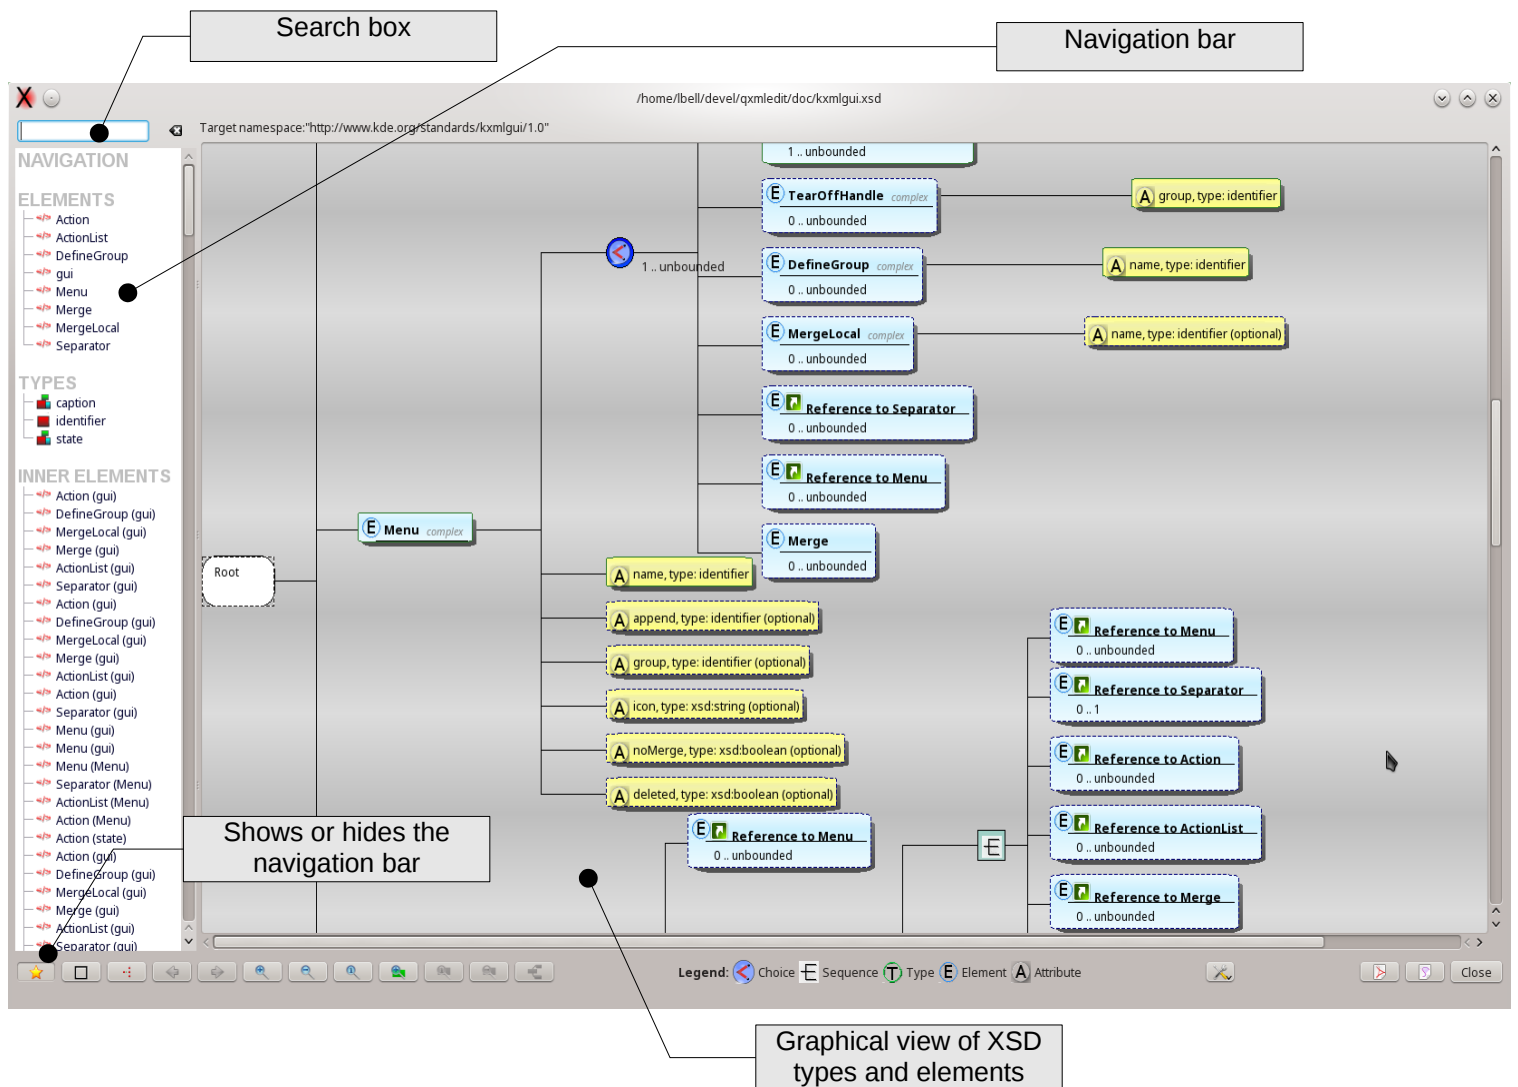 Search box
Navigation bar
/home/lbell/devel/qxmledit/doc/kxmlgui.xsd
Target namespace:"http://www.kde.org/standards/kxmlgui/1.0"
NAVIGATION
ELEMENTS
Action
ActionList
DefineGroup
gui
Menu
Merge
MergeLocal
Separator
TYPES
caption
identifier
state
INNER ELEMENTS
Action (gui)
DefineGroup (gui)
MergeLocal (gui)
Merge (gui)
ActionList (gui)
Separator (gui)
Action (gui)
DefineGroup (gui)
MergeLocal (gui)
Merge (gui)
ActionList (gui)
Action (gui)
Separator (gui)
Menu (gui)
Menu (gui)
Menu (Menu)
Separator (Menu)
ActionList (Menu)
Action (Menu)
Action (state)
Action (gui)
DefineGroup (gui)
MergeLocal (gui)
Merge (gui)
ActionList (gui)
Separator (gui)
Root
E Menu complex
1 .. unbounded
1 .. unbounded
E TearOffHandle complex
0 .. unbounded
A group, type: identifier
E DefineGroup complex
0 .. unbounded
A name, type: identifier
E MergeLocal complex
0 .. unbounded
A name, type: identifier (optional)
E Reference to Separator
0 .. unbounded
E Reference to Menu
0 .. unbounded
E Merge
0 .. unbounded
A name, type: identifier
A append, type: identifier (optional)
A group, type: identifier (optional)
A icon, type: xsd:string (optional)
A noMerge, type: xsd:boolean (optional)
A deleted, type: xsd:boolean (optional)
E Reference to Menu
0 .. unbounded
E Reference to Menu
0 .. unbounded
E Reference to Separator
0 .. 1
E Reference to Action
0 .. unbounded
E Reference to ActionList
0 .. unbounded
E Reference to Merge
0 .. unbounded
Shows or hides the
navigation bar
Legend: Choice Sequence T Type E Element A Attribute
Close
Graphical view of XSD
types and elements